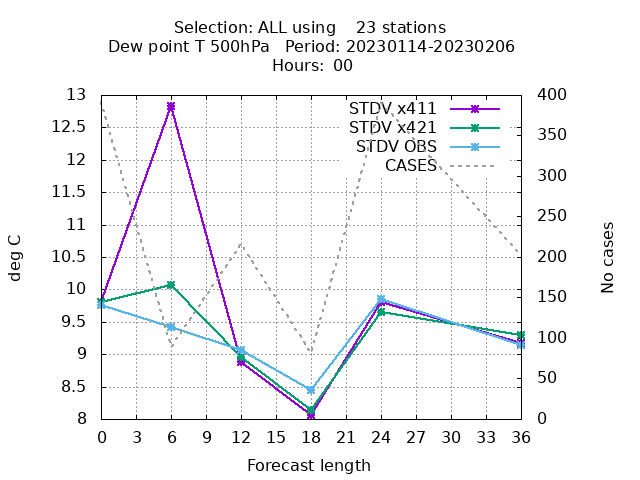 Selection: ALL using    23 stations
Dew point T 500hPa   Period: 20230114-20230206
Hours:  00
STDV x411
STDV x421
STDV OBS
CASES
13
12.5
12
11.5
11
10.5
10
9.5
9
8.5
8
400
350
300
250
200
150
100
50
0
deg C
No cases
0 3 6 9 12 15 18 21 24 27 30 33 36
Forecast length